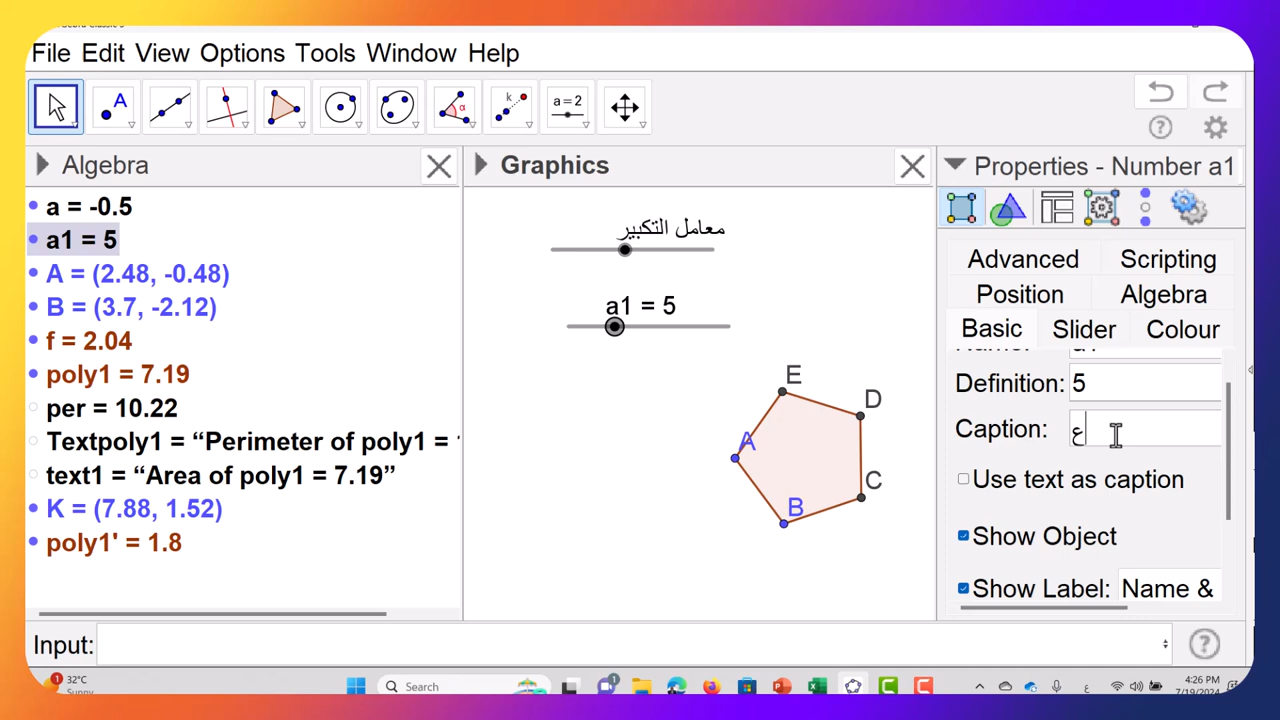 File Edit View Options Tools Window Help
A
α
k
a=2
Algebra
Graphics
Properties - Number a1
a = -0.5
a1 = 5
A = (2.48, -0.48)
B = (3.7, -2.12)
f = 2.04
poly1 = 7.19
per = 10.22
Textpoly1 = “Perimeter of poly1 =
text1 = “Area of poly1 = 7.19”
K = (7.88, 1.52)
poly1' = 1.8
معامل التكبير
a1 = 5
E
D
A
C
B
Advanced Scripting
Position Algebra
Basic Slider Colour
Definition: 5
Caption: ع
Use text as caption
Show Object
Show Label: Name &
Input:
1
32°C
Sunny
Search
1
ع
4:26 PM
7/19/2024